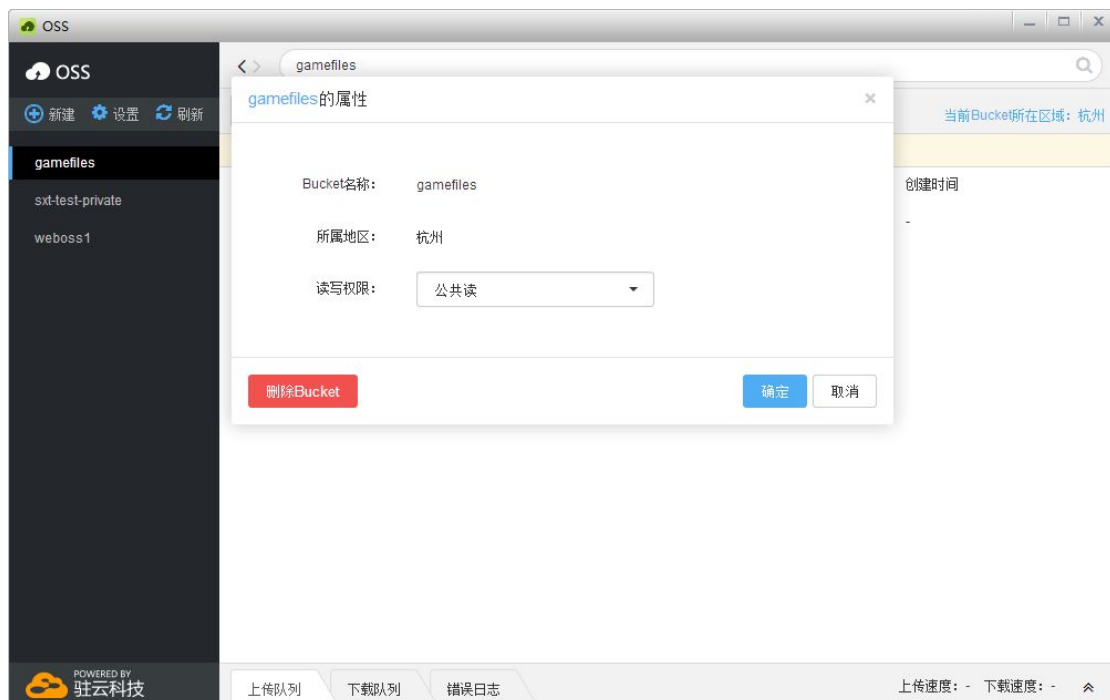 OSS
OSS
gamefiles
新建 设置 刷新
当前Bucket所在区域：杭州
gamefiles
sxt-test-private
weboss1
gamefiles的属性
Bucket名称： gamefiles
所属地区： 杭州
读写权限： 公共读
删除Bucket 确定 取消
创建时间
-
POWERED BY
驻云科技
上传队列 下载队列 错误日志 上传速度：- 下载速度：-